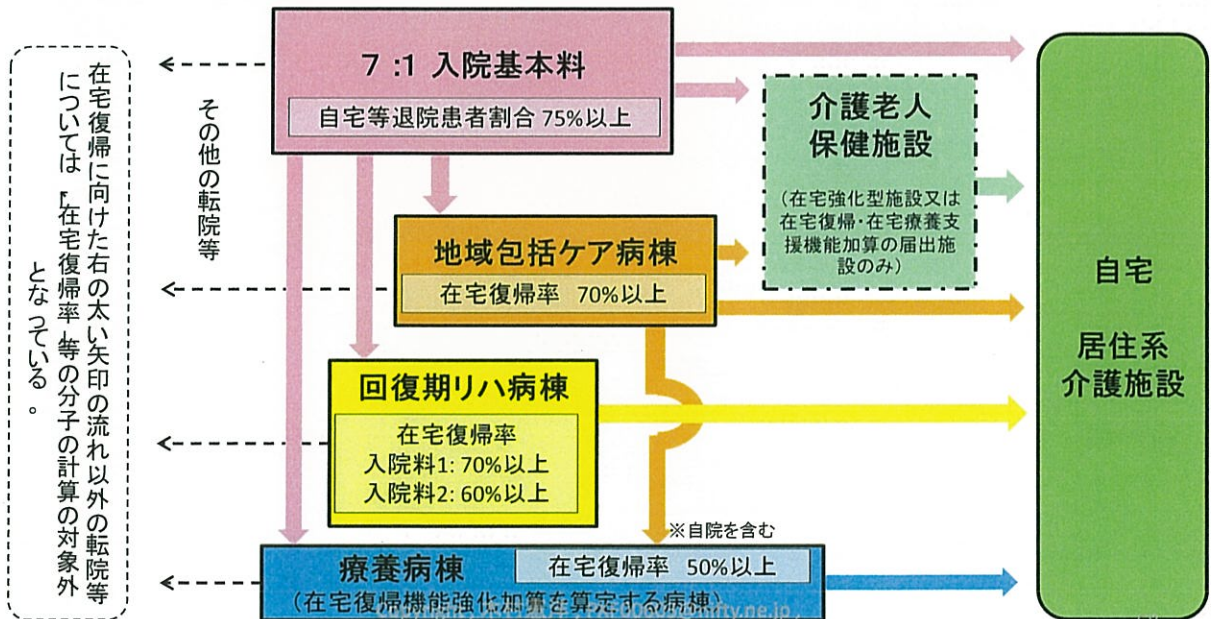 7 :1 入院基本料
自宅等退院患者割合 75%以上
介護老人
保健施設
(在宅強化型施設又は
在宅復帰・在宅療養支
援機能加算の届出施
設のみ)
自宅
居住系
介護施設
その他の転院等
在宅復帰に向けた右の太い矢印の流れ以外の転院等
については、「在宅復帰率」等の分子の計算の対象外
となっている。
地域包括ケア病棟
在宅復帰率 70%以上
回復期リハ病棟
在宅復帰率
入院料1: 70%以上
入院料2: 60%以上
※自院を含む
療養病棟
在宅復帰率 50%以上
(在宅復帰機能強化加算を算定する病棟)